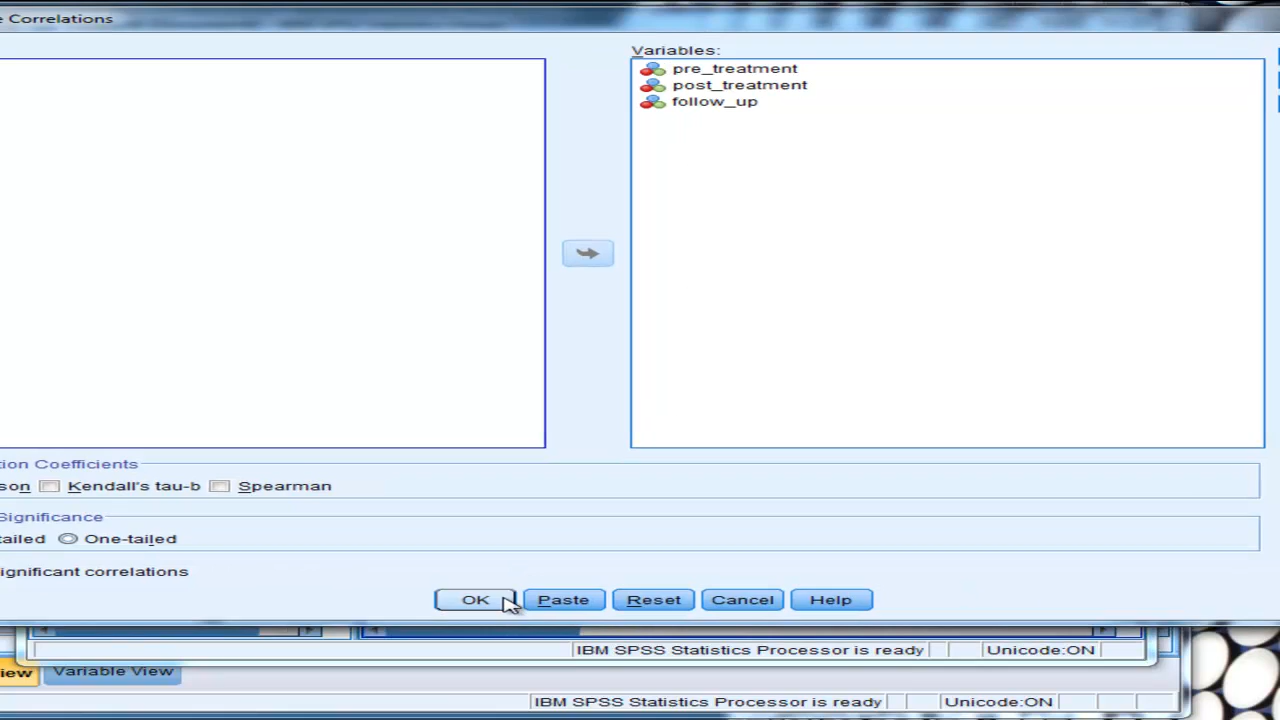 e Correlations
Variables:
pre_treatment
post_treatment
follow_up
tion Coefficients
son Kendall's tau-b Spearman
Significance
tailed One-tailed
ignificant correlations
OK Paste Reset Cancel Help
IBM SPSS Statistics Processor is ready Unicode:ON
iew Variable View
IBM SPSS Statistics Processor is ready Unicode:ON